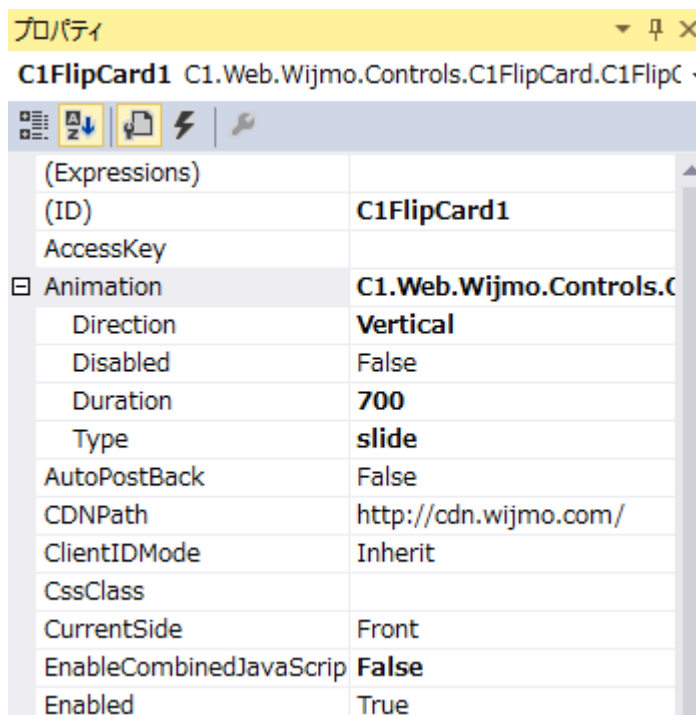 プロパティ
C1FlipCard1 C1.Web.Wijmo.Controls.C1FlipCard.C1FlipC
(Expressions)
(ID) C1FlipCard1
AccessKey
Animation C1.Web.Wijmo.Controls.C
Direction Vertical
Disabled False
Duration 700
Type slide
AutoPostBack False
CDNPath http://cdn.wijmo.com/
ClientIDMode Inherit
CssClass
CurrentSide Front
EnableCombinedJavaScrip False
Enabled True